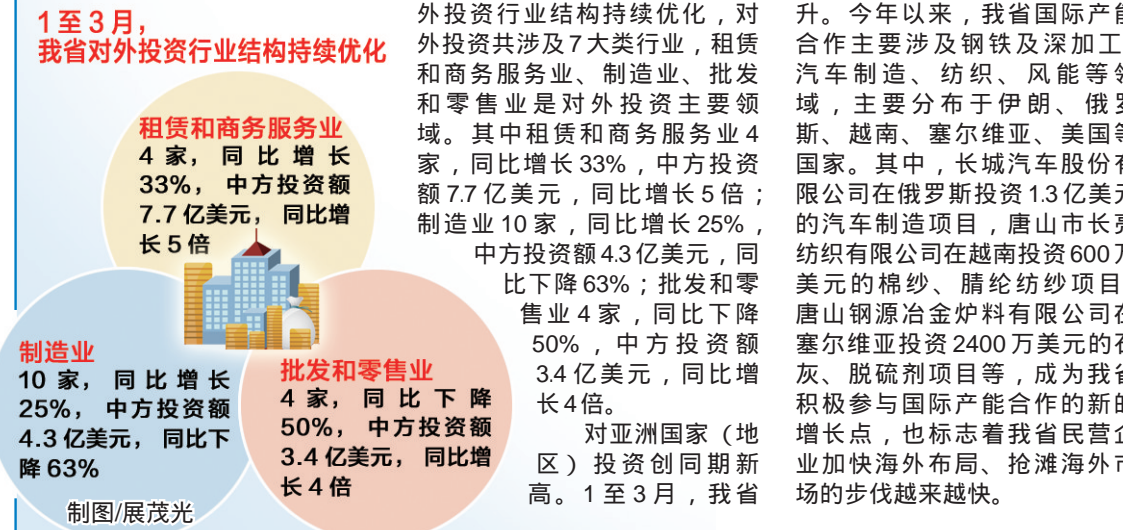 1至3月，
我省对外投资行业结构持续优化
租赁和商务服务业
4家，同比增长
33%，中方投资额
7.7亿美元，同比增
长5倍
制造业
10家，同比增长
25%，中方投资额
4.3亿美元，同比下
降63%
批发和零售业
4家，同比下降
50%，中方投资额
3.4亿美元，同比增
长4倍
制图/展茂光
外投资行业结构持续优化，对
外投资共涉及7大类行业，租赁
和商务服务业、制造业、批发
和零售业是对外投资主要领
域。其中租赁和商务服务业4
家，同比增长33%，中方投资
额7.7亿美元，同比增长5倍；
制造业10家，同比增长25%，
中方投资额4.3亿美元，同
比下降63%；批发和零
售业4家，同比下降
50%，中方投资额
3.4亿美元，同比增
长4倍。
对亚洲国家（地
区）投资创同期新
高。1至3月，我省
升。今年以来，我省国际产能
合作主要涉及钢铁及深加工
汽车制造、纺织、风能等领
域，主要分布于伊朗、俄罗
斯、越南、塞尔维亚、美国等
国家。其中，长城汽车股份有
限公司在俄罗斯投资1.3亿美元
的汽车制造项目，唐山市长亮
纺织有限公司在越南投资600万
美元的棉纱、腈纶纺纱项目
唐山钢源冶金炉料有限公司在
塞尔维亚投资2400万美元的石
灰、脱硫剂项目等，成为我省
积极参与国际产能合作的新的
增长点，也标志着我省民营企
业加快海外布局、抢滩海外市
场的步伐越来越快。